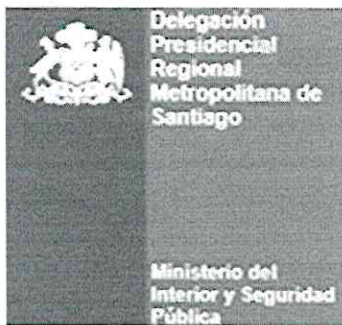 Delegación
Presidencial
Regional
Metropolitana de
Santiago
Ministerio del
Interior y Seguridad
Pública